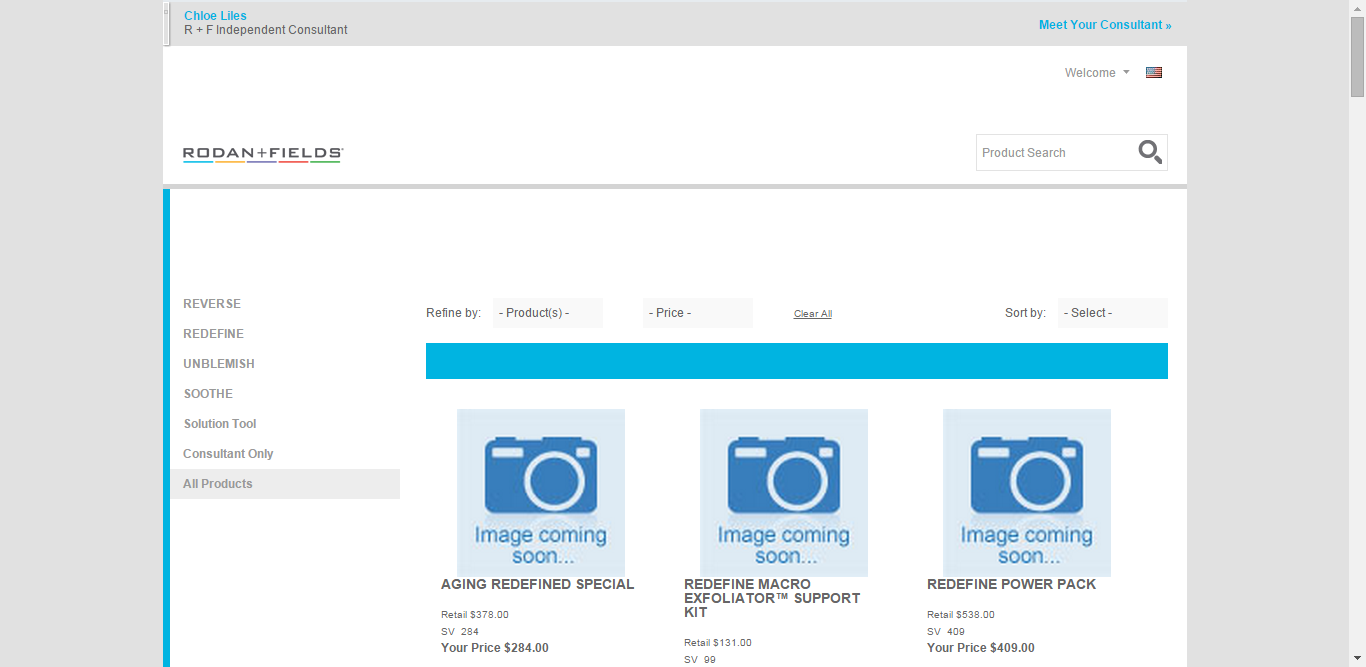 Chloe Liles
R + F Independent Consultant
Meet Your Consultant »
Welcome
RODAN+FIELDS
Product Search
REVERSE
REDEFINE
UNBLEMISH
SOOTHE
Solution Tool
Consultant Only
All Products
Refine by:
- Product(s) -
- Price -
Clear All
Sort by:
- Select -
Image coming
soon...
AGING REDEFINED SPECIAL
Retail $378.00
SV 284
Your Price $284.00
Image coming
soon...
REDEFINE MACRO
EXFOLIATOR™ SUPPORT
KIT
Retail $131.00
SV 99
Image coming
soon...
REDEFINE POWER PACK
Retail $538.00
SV 409
Your Price $409.00